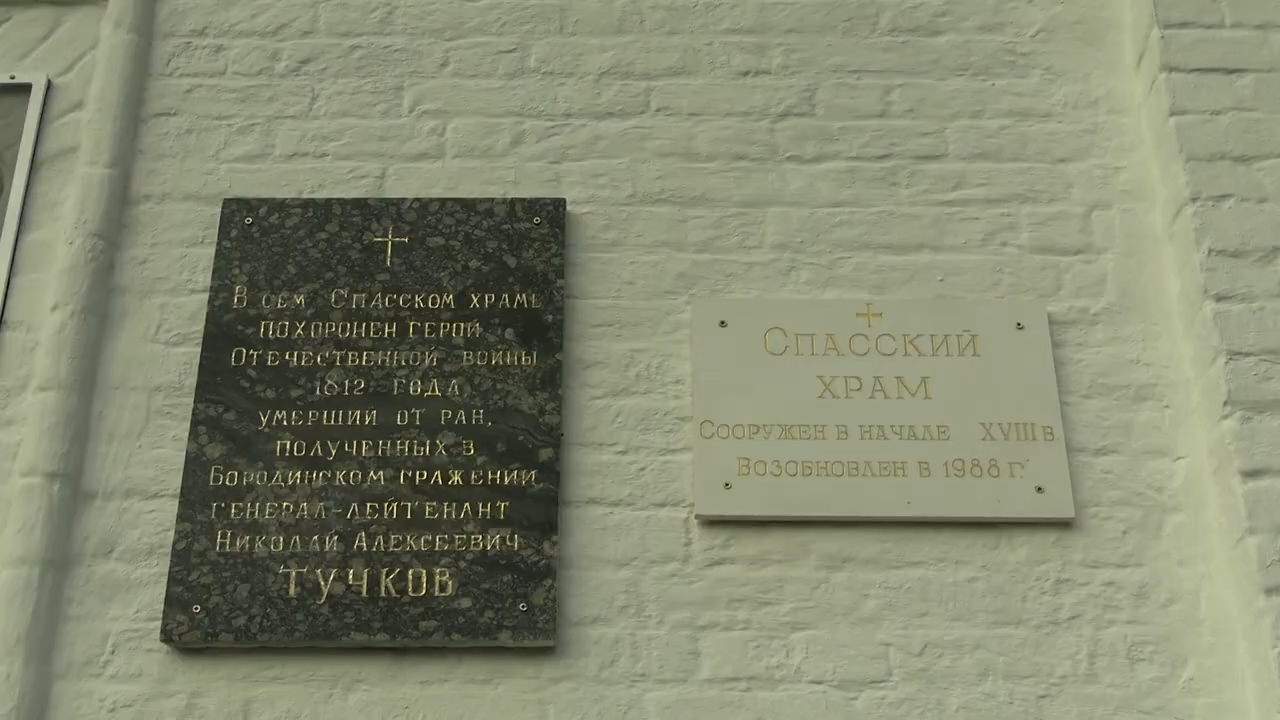 В сем Спасском храме
похоронен герой
Отечественной войны
1812 года
умерший от ран,
полученных в
Бородинском сражении
генерал-лейтенант
Николай Алексеевич
Тучков
Спасский
храм
Сооружен в начале XVIII в.
Возобновлен в 1988 г.